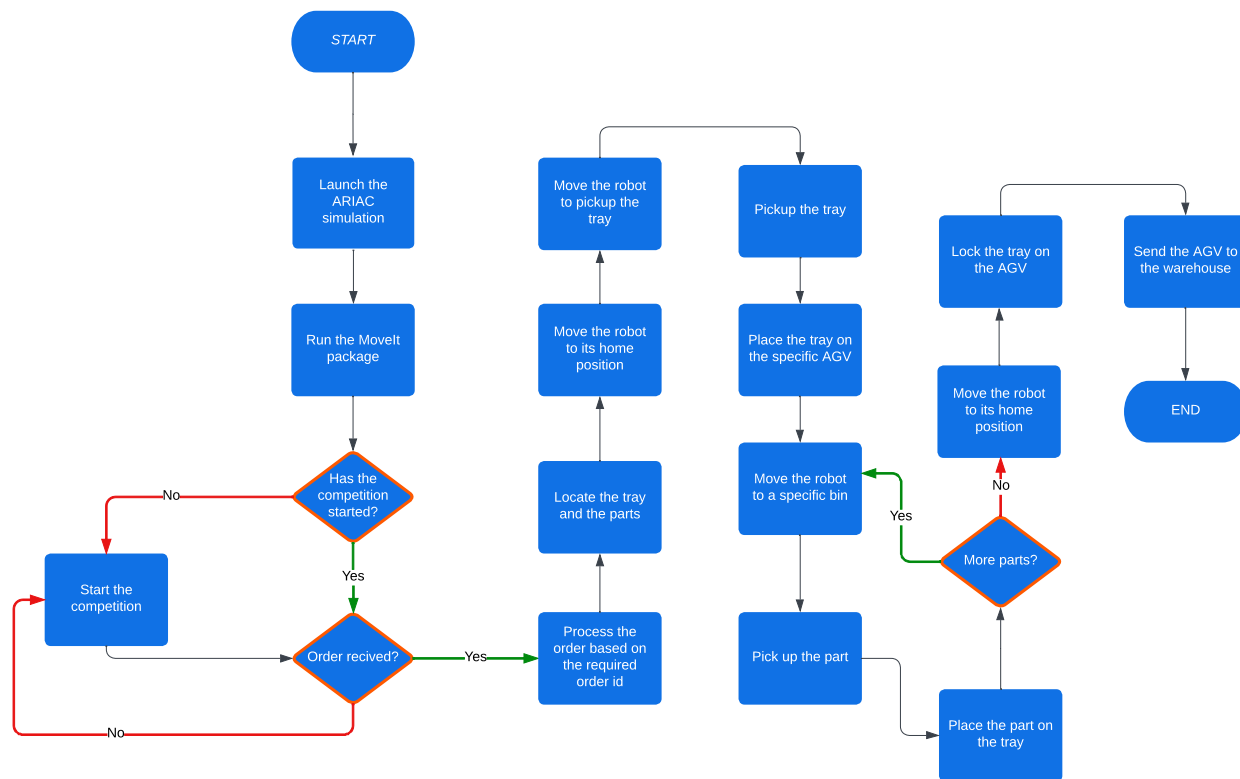 START
Launch the
ARIAC
simulation
Run the MoveIt
package
Has the
competition
started?
No
Yes
Start the
competition
Order recived?
No
Yes
Process the
order based on
the required
order id
Locate the tray
and the parts
Move the robot
to its home
position
Move the robot
to pickup the
tray
Pickup the tray
Place the tray on
the specific AGV
Move the robot
to a specific bin
Pick up the part
Place the part on
the tray
More parts?
Yes
No
Move the robot
to its home
position
Lock the tray on
the AGV
Send the AGV to
the warehouse
END